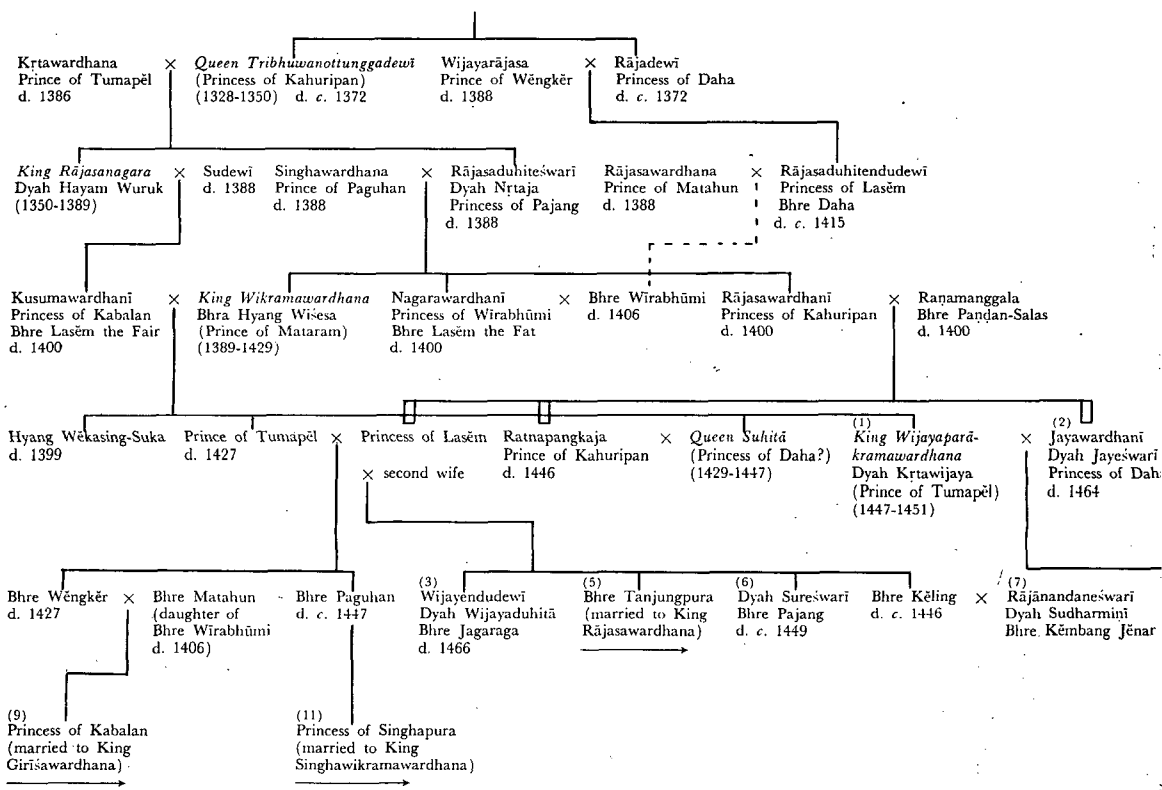 Kṛtawardhana
Prince of Tumapĕl
d. 1386
×
Queen Tribhuwanottunggadewī
(Princess of Kahuripan)
(1328-1350) d. c. 1372
Wijayarājasa
Prince of Wĕngkĕr
d. 1388
×
Rājadewī
Princess of Daha
d. c. 1372
King Rājasanagara
Dyah Hayam Wuruk
(1350-1389)
×
Sudewī
d. 1388
Singhawardhana
Prince of Paguhan
d. 1388
×
Rājasaduhiteśwarī
Dyah Nṛtaja
Princess of Pajang
d. 1388
Rājasawardhana
Prince of Matahun
d. 1388
×
Rājasaduhitendudewī
Princess of Lasĕm
Bhre Daha
d. c. 1415
Kusumawardhanī
Princess of Kabalan
Bhre Lasĕm the Fair
d. 1400
×
King Wikramawardhana
Bhra Hyang Wiśesa
(Prince of Mataram)
(1389-1429)
Nagarawardhanī
Princess of Wīrabhūmi
Bhre Lasĕm the Fat
d. 1400
×
Bhre Wīrabhūmi
d. 1406
Rājasawardhanī
Princess of Kahuripan
d. 1400
×
Raṇamanggala
Bhre Paṇḍan-Salas
d. 1400
Hyang Wĕkasing-Suka
d. 1399
Prince of Tumapĕl
d. 1427
×
Princess of Lasĕm
× second wife
Ratnapangkaja
Prince of Kahuripan
d. 1446
×
Queen Suhitā
(Princess of Daha?)
(1429-1447)
(1)
King Wijayaparā-
kramawardhana
Dyah Kṛtawijaya
(Prince of Tumapĕl)
(1447-1451)
×
(2)
Jayawardhanī
Dyah Jayeśwarī
Princess of Daha
d. 1464
Bhre Wĕngkĕr
d. 1427
×
Bhre Matahun
(daughter of
Bhre Wīrabhūmi
d. 1406)
Bhre Paguhan
d. c. 1447
(3)
Wijayendudewī
Dyah Wijayaduhitā
Bhre Jagaraga
d. 1466
(5)
Bhre Tanjungpura
(married to King
Rājasawardhana)
(6)
Dyah Sureśwarī
Bhre Pajang
d. c. 1449
Bhre Kĕling
d. c. 1446
×
(7)
Rājānandaneśwarī
Dyah Sudharminī
Bhre Kĕmbang Jĕnar
(9)
Princess of Kabalan
(married to King
Girīśawardhana)
(11)
Princess of Singhapura
(married to King
Singhawikramawardhana)